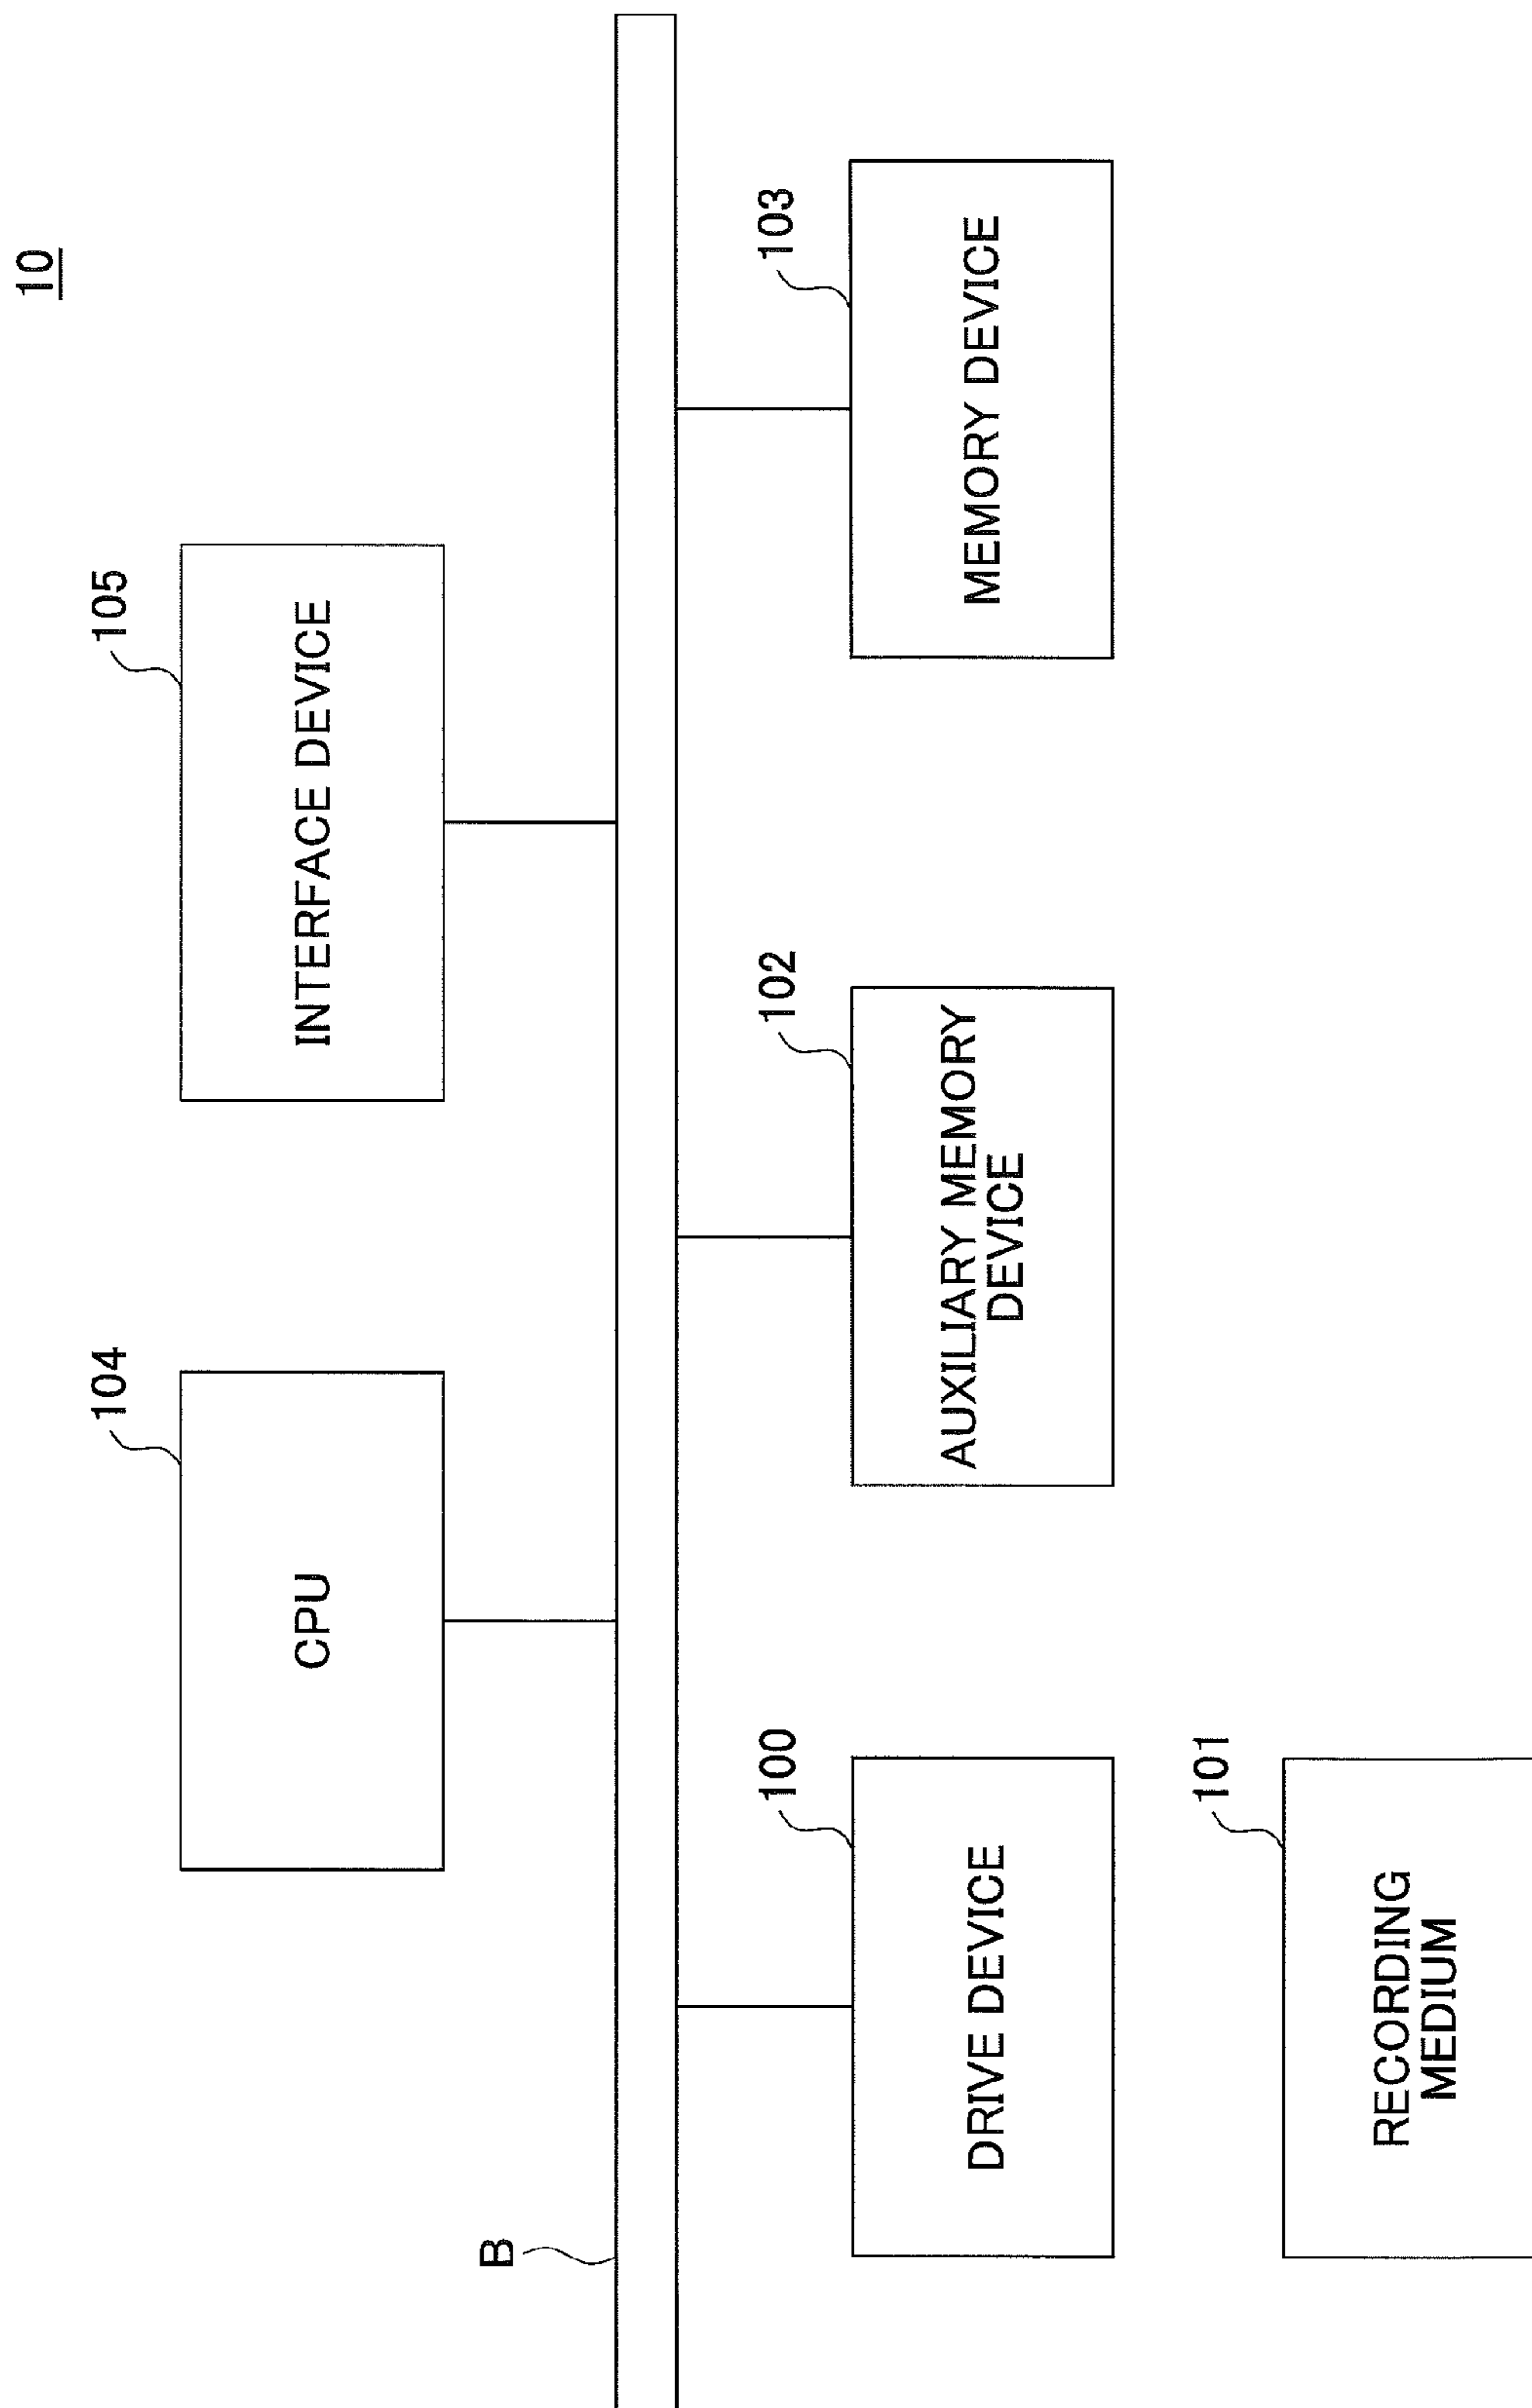 10
104
105
CPU
INTERFACE DEVICE
B
100
102
103
DRIVE DEVICE
AUXILIARY MEMORY
DEVICE
MEMORY DEVICE
101
RECORDING
MEDIUM